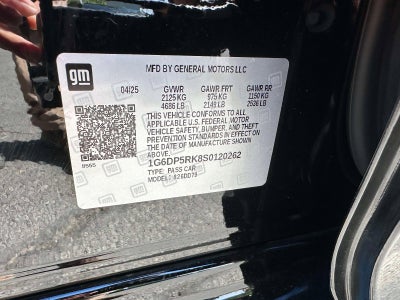 gm
MFD BY GENERAL MOTORS LLC
04/25 GVWR GAWR FRT GAWR RR
2125 KG 975 KG 1150 KG
4686 LB 2149 LB 2536 LB
THIS VEHICLE CONFORMS TO ALL
APPLICABLE U.S. FEDERAL MOTOR
VEHICLE SAFETY, BUMPER, AND THEFT
PREVENTION STANDARDS IN EFFECT ON
THE DATE OF MANUFACTURE SHOWN
ABOVE.
1G6DP5RK8S0120262
TYPE: PASS CAR